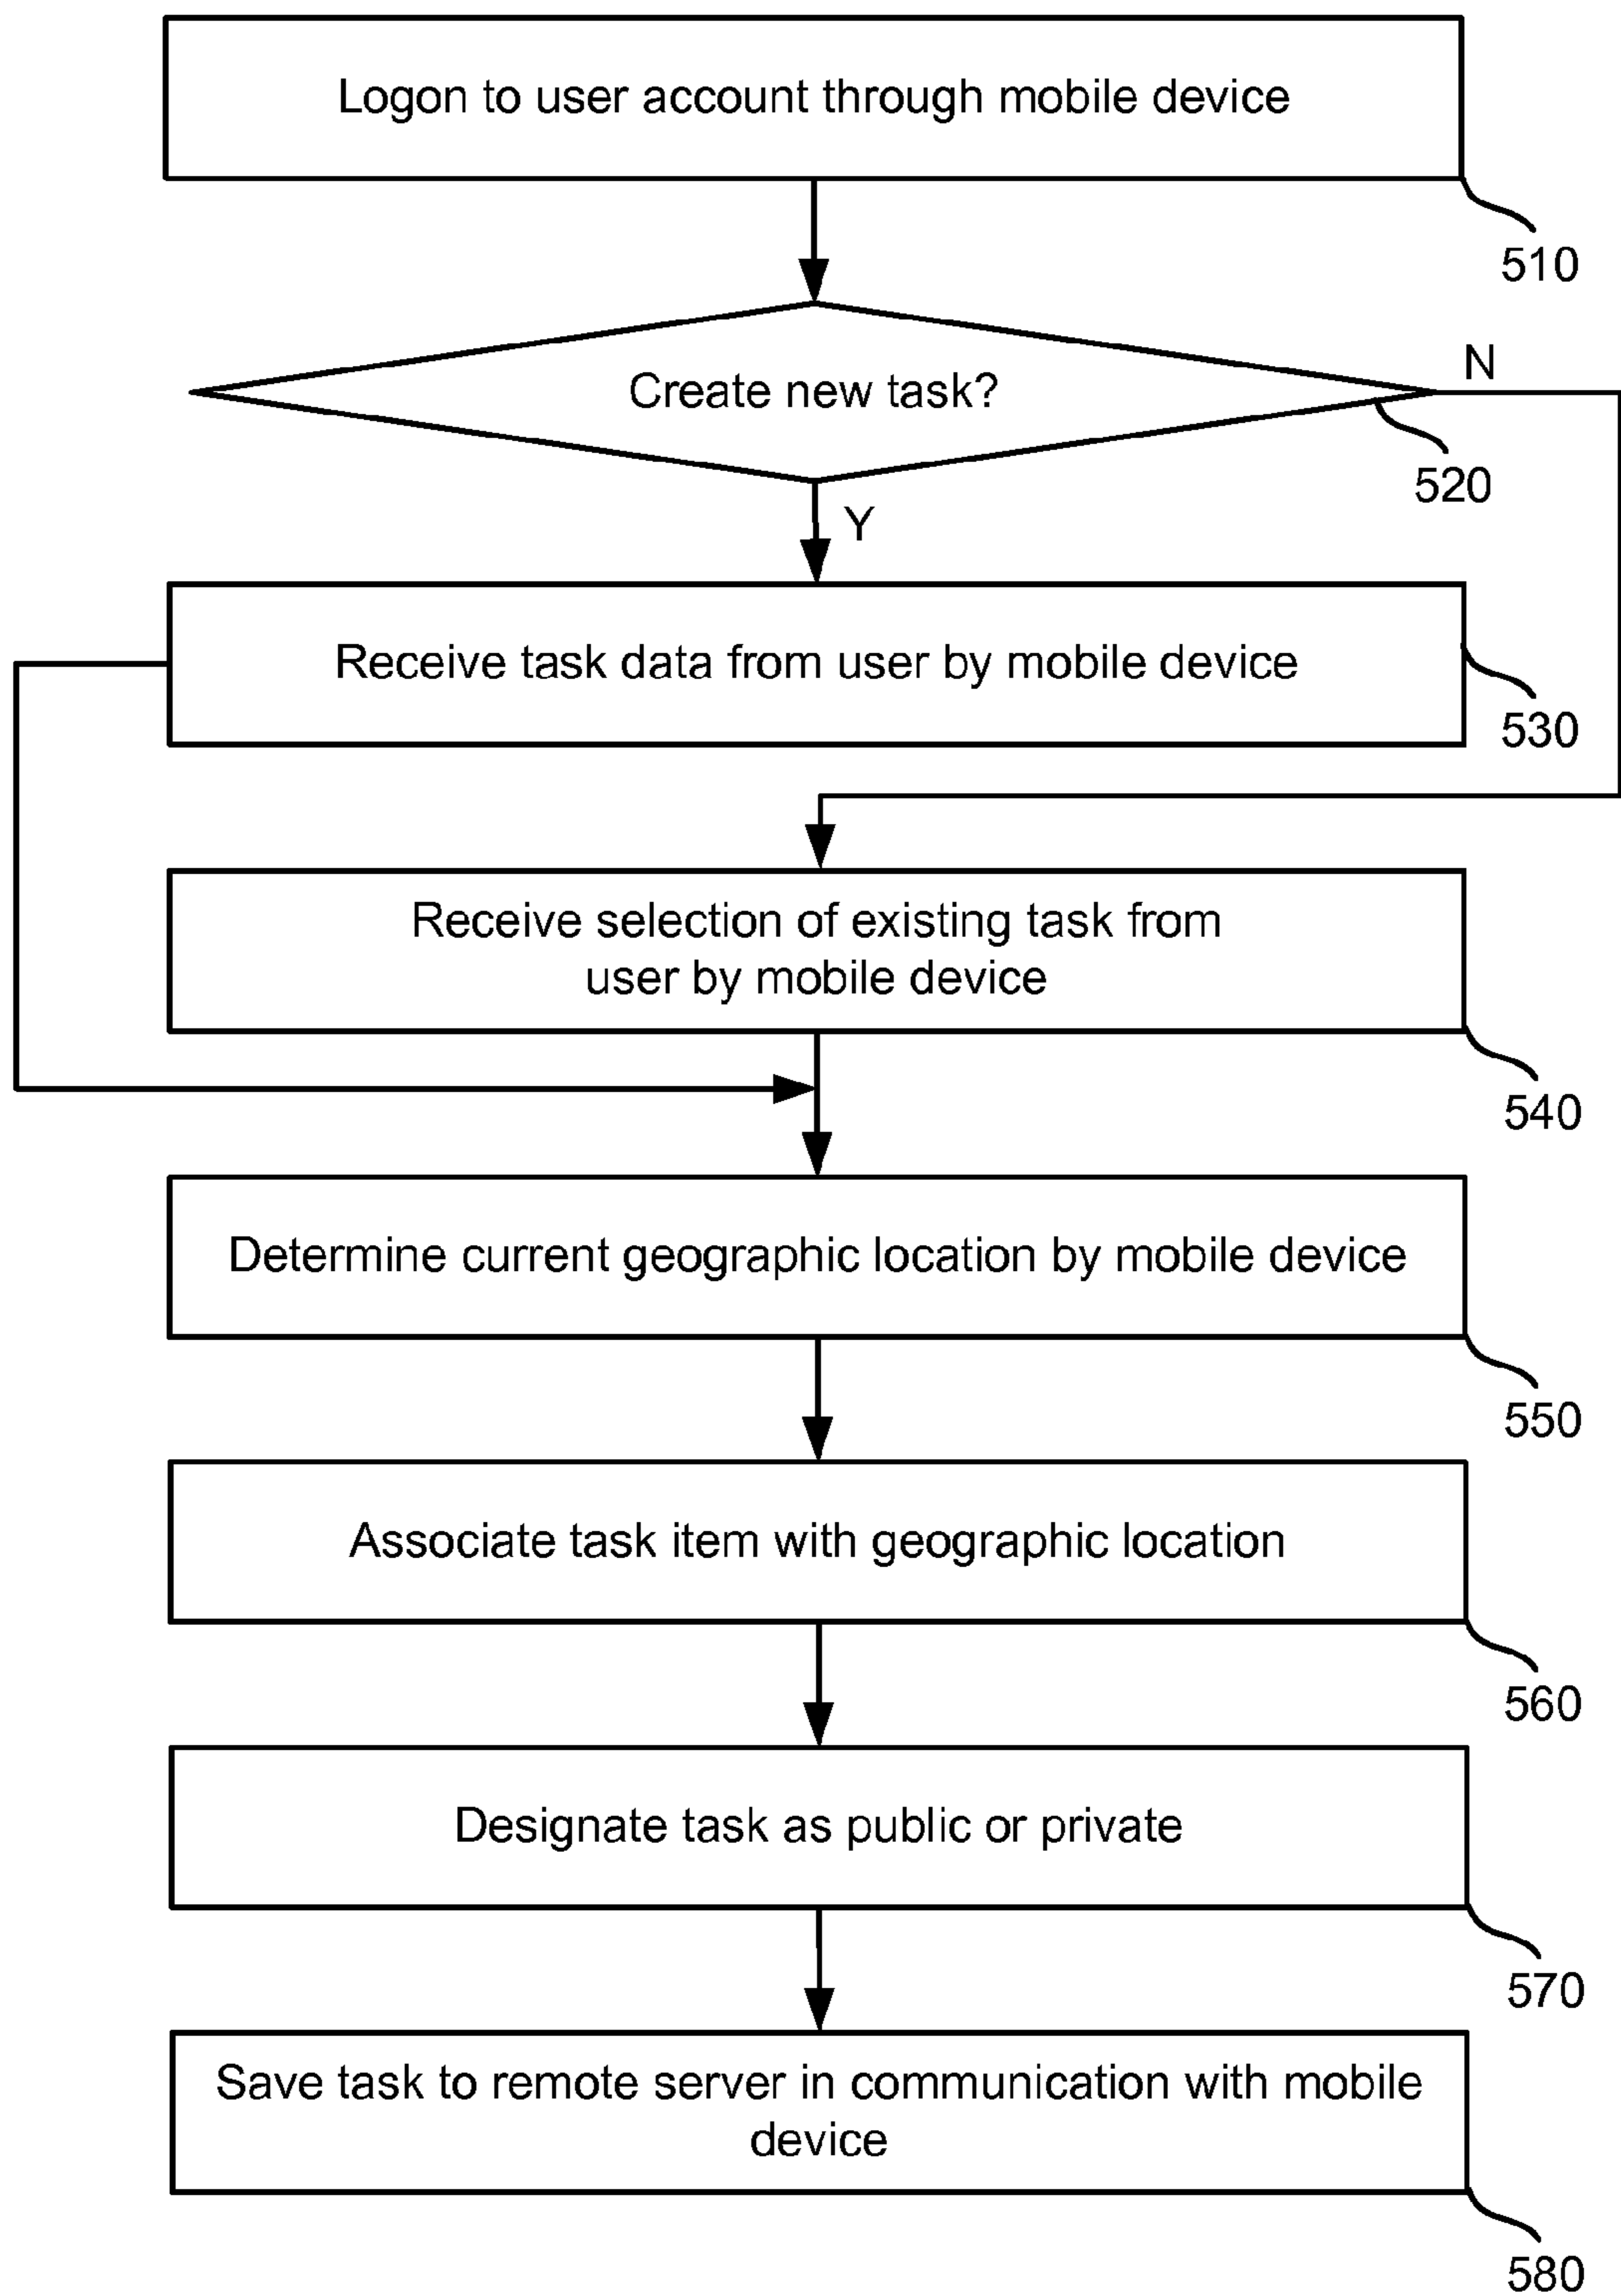 Logon to user account through mobile device
510
Create new task?
N
520
Y
Receive task data from user by mobile device
530
Receive selection of existing task from
user by mobile device
540
Determine current geographic location by mobile device
550
Associate task item with geographic location
560
Designate task as public or private
570
Save task to remote server in communication with mobile
device
580